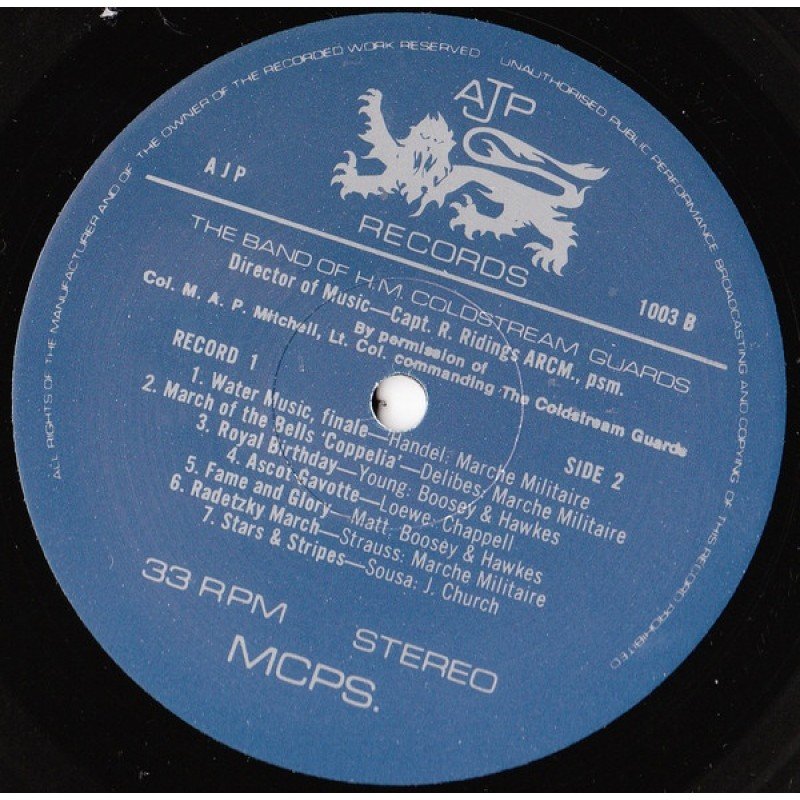 ALL RIGHTS OF THE MANUFACTURER AND OF THE OWNER OF THE RECORDED WORK RESERVED
UNAUTHORISED PUBLIC PERFORMANCE BROADCASTING AND COPYING OF THIS RECORD PROHIBITED
AJP
RECORDS
AJP
1003 B
THE BAND OF H.M. COLDSTREAM GUARDS
Director of Music—Capt. R. Ridings ARCM., psm.
By permission of
Col. M. A. P. Mitchell, Lt. Col. commanding The Coldstream Guards
RECORD 1
SIDE 2
1. Water Music, finale—Handel: Marche Militaire
2. March of the Bells 'Coppelia'—Delibes: Marche Militaire
3. Royal Birthday—Young: Boosey & Hawkes
4. Ascot Gavotte—Loewe: Chappell
5. Fame and Glory—Matt: Boosey & Hawkes
6. Radetzky March—Strauss: Marche Militaire
7. Stars & Stripes—Sousa: J. Church
33 RPM
STEREO
MCPS.